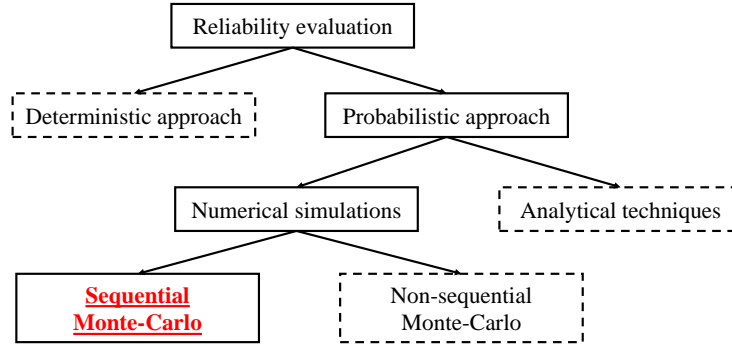 Reliability evaluation
Deterministic approach
Probabilistic approach
Numerical simulations
Analytical techniques
Sequential
Monte-Carlo
Non-sequential
Monte-Carlo